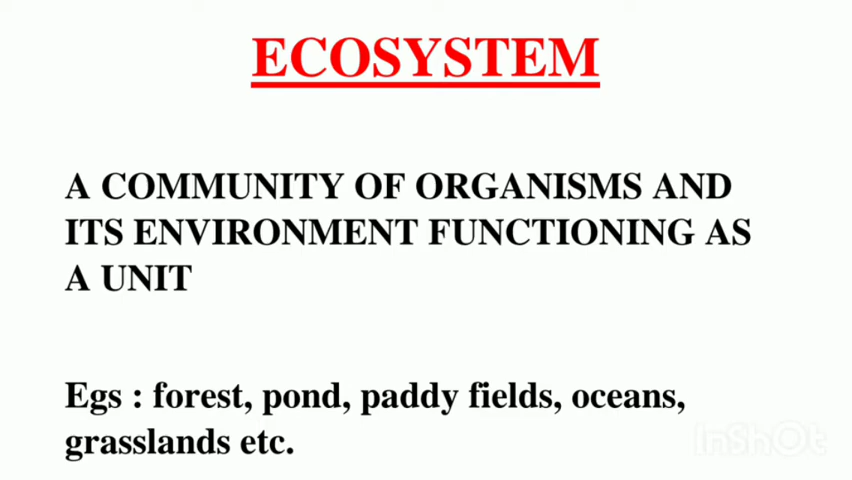 ECOSYSTEM
A COMMUNITY OF ORGANISMS AND
ITS ENVIRONMENT FUNCTIONING AS
A UNIT
Egs : forest, pond, paddy fields, oceans,
grasslands etc.
InShOt